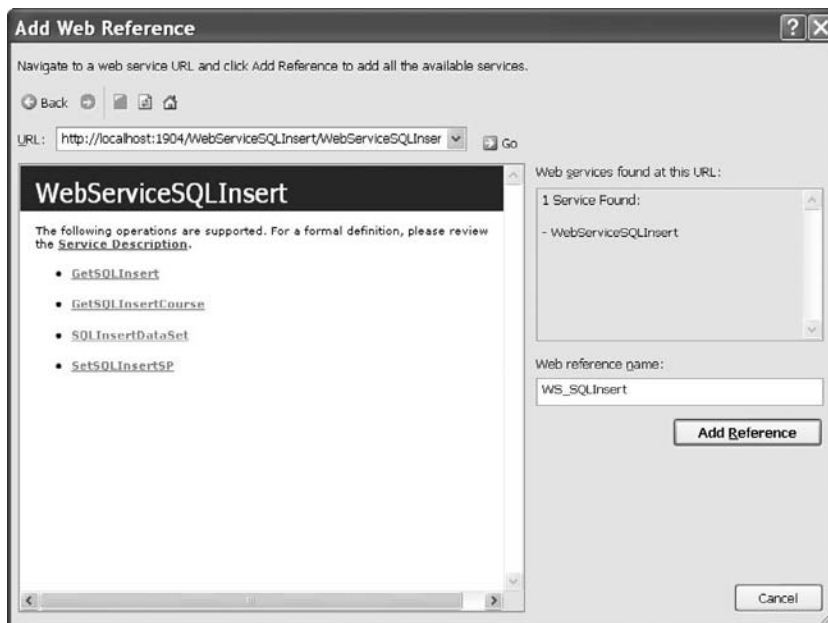 Add Web Reference
Navigate to a web service URL and click Add Reference to add all the available services.
Back
URL: http://localhost:1904/WebServiceSQLInsert/WebServiceSQLInser
Go
WebServiceSQLInsert
The following operations are supported. For a formal definition, please review
the Service Description.
• GetSQLInsert
• GetSQLInsertCourse
• SQLInsertDataSet
• SetSQLInsertSP
Web services found at this URL:
1 Service Found:
- WebServiceSQLInsert
Web reference name:
WS_SQLInsert
Add Reference
Cancel